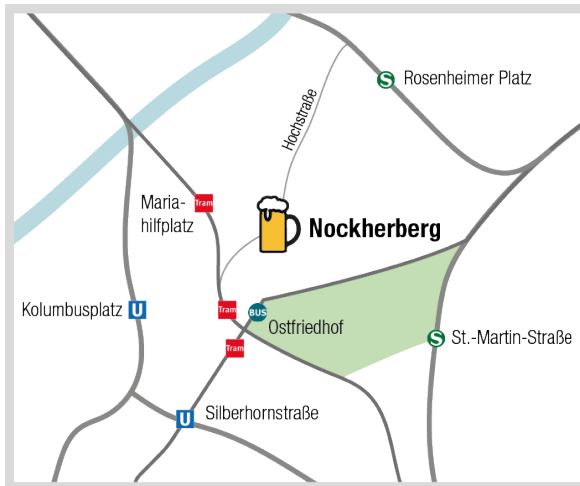 Rosenheimer Platz
S
Hochstraße
Maria-
hilfplatz
Tram
Nockherberg
Kolumbusplatz
U
Tram
BUS
Ostfriedhof
S
St.-Martin-Straße
Tram
U
Silberhornstraße